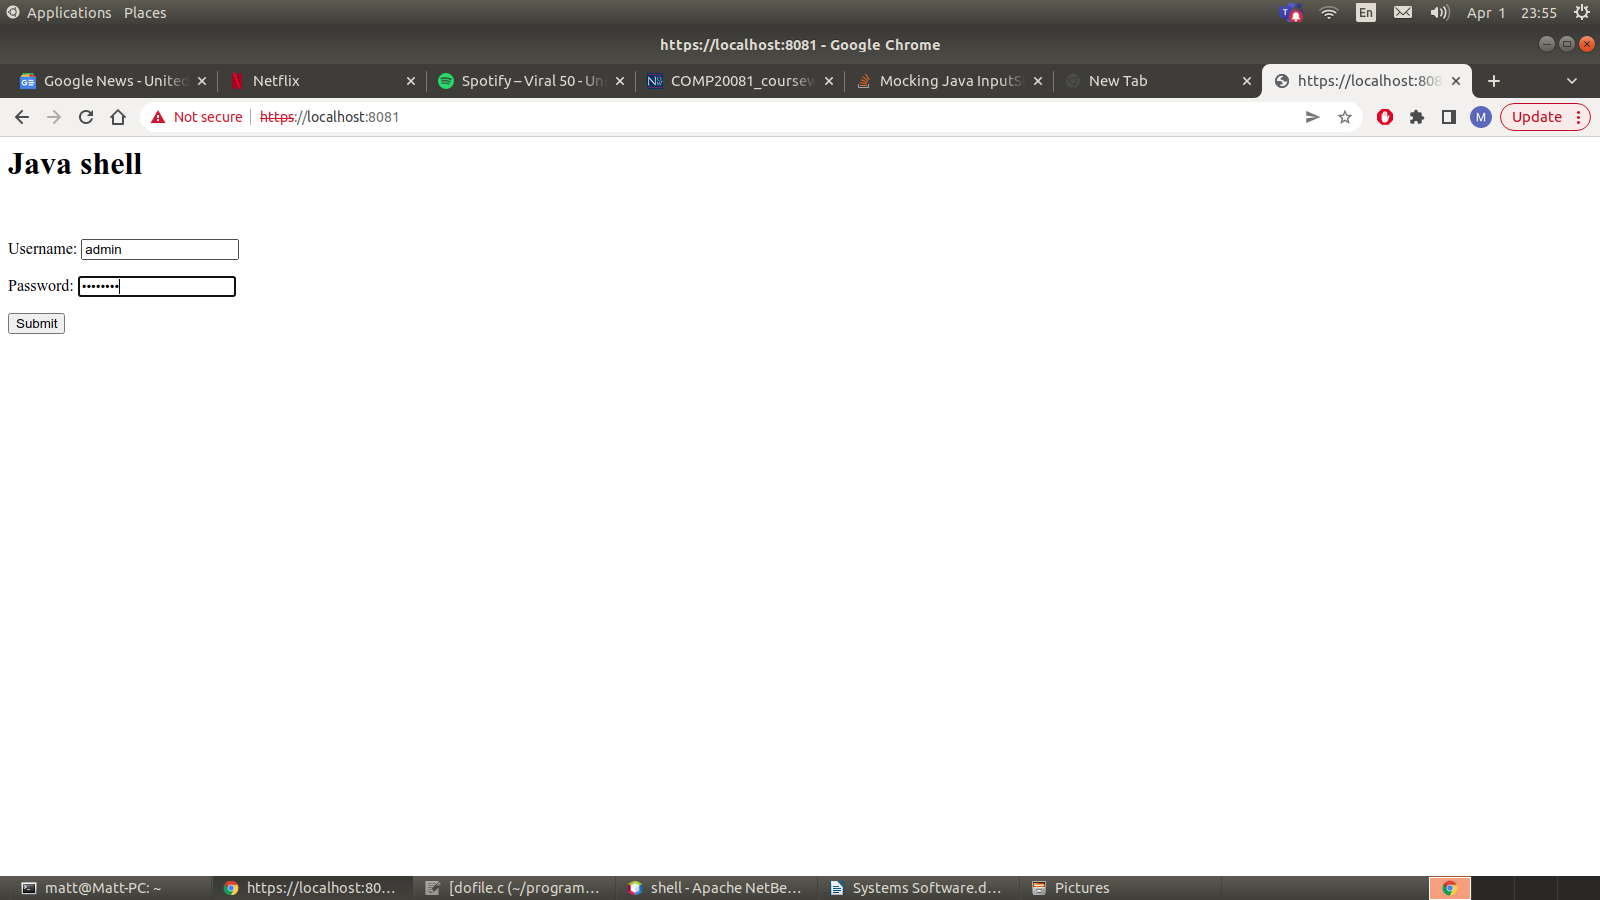 Applications Places En Apr 1 23:55
https://localhost:8081 - Google Chrome
Google News - United Netflix Spotify – Viral 50 - Un COMP20081_coursew Mocking Java InputS New Tab https://localhost:808
Not secure https://localhost:8081 M Update
Java shell
Username: admin
Password: ••••••••
Submit
matt@Matt-PC: ~ https://localhost:80... [dofile.c (~/program... shell - Apache NetBe... Systems Software.d... Pictures